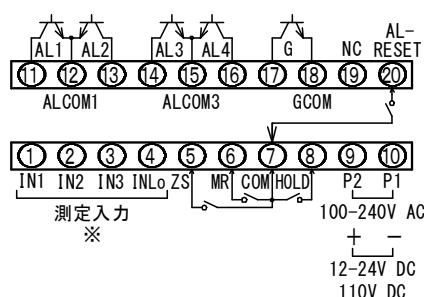 AL1 AL2 AL3 AL4 G NC AL-RESET
11 12 13 14 15 16 17 18 19 20
ALCOM1 ALCOM3 GCOM
1 2 3 4 5 6 7 8 9 10
IN1 IN2 IN3 INLo ZS MR COM HOLD P2 P1
測定入力
※
100-240V AC
+ −
12-24V DC
110V DC